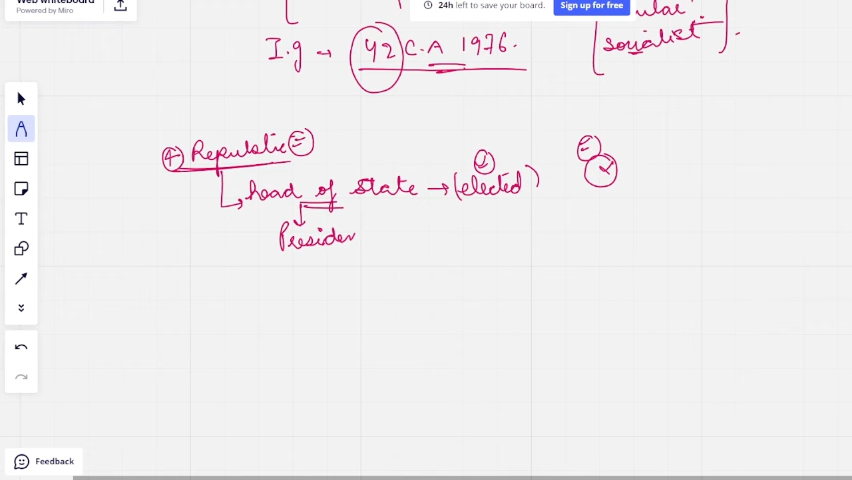 Web whiteboard
Powered by Miro
24h left to save your board.
Sign up for free
ular
I.g → 42 C.A 1976.
socialist.
4 Republic =
head of state → (elected)
Presiden
T
Feedback